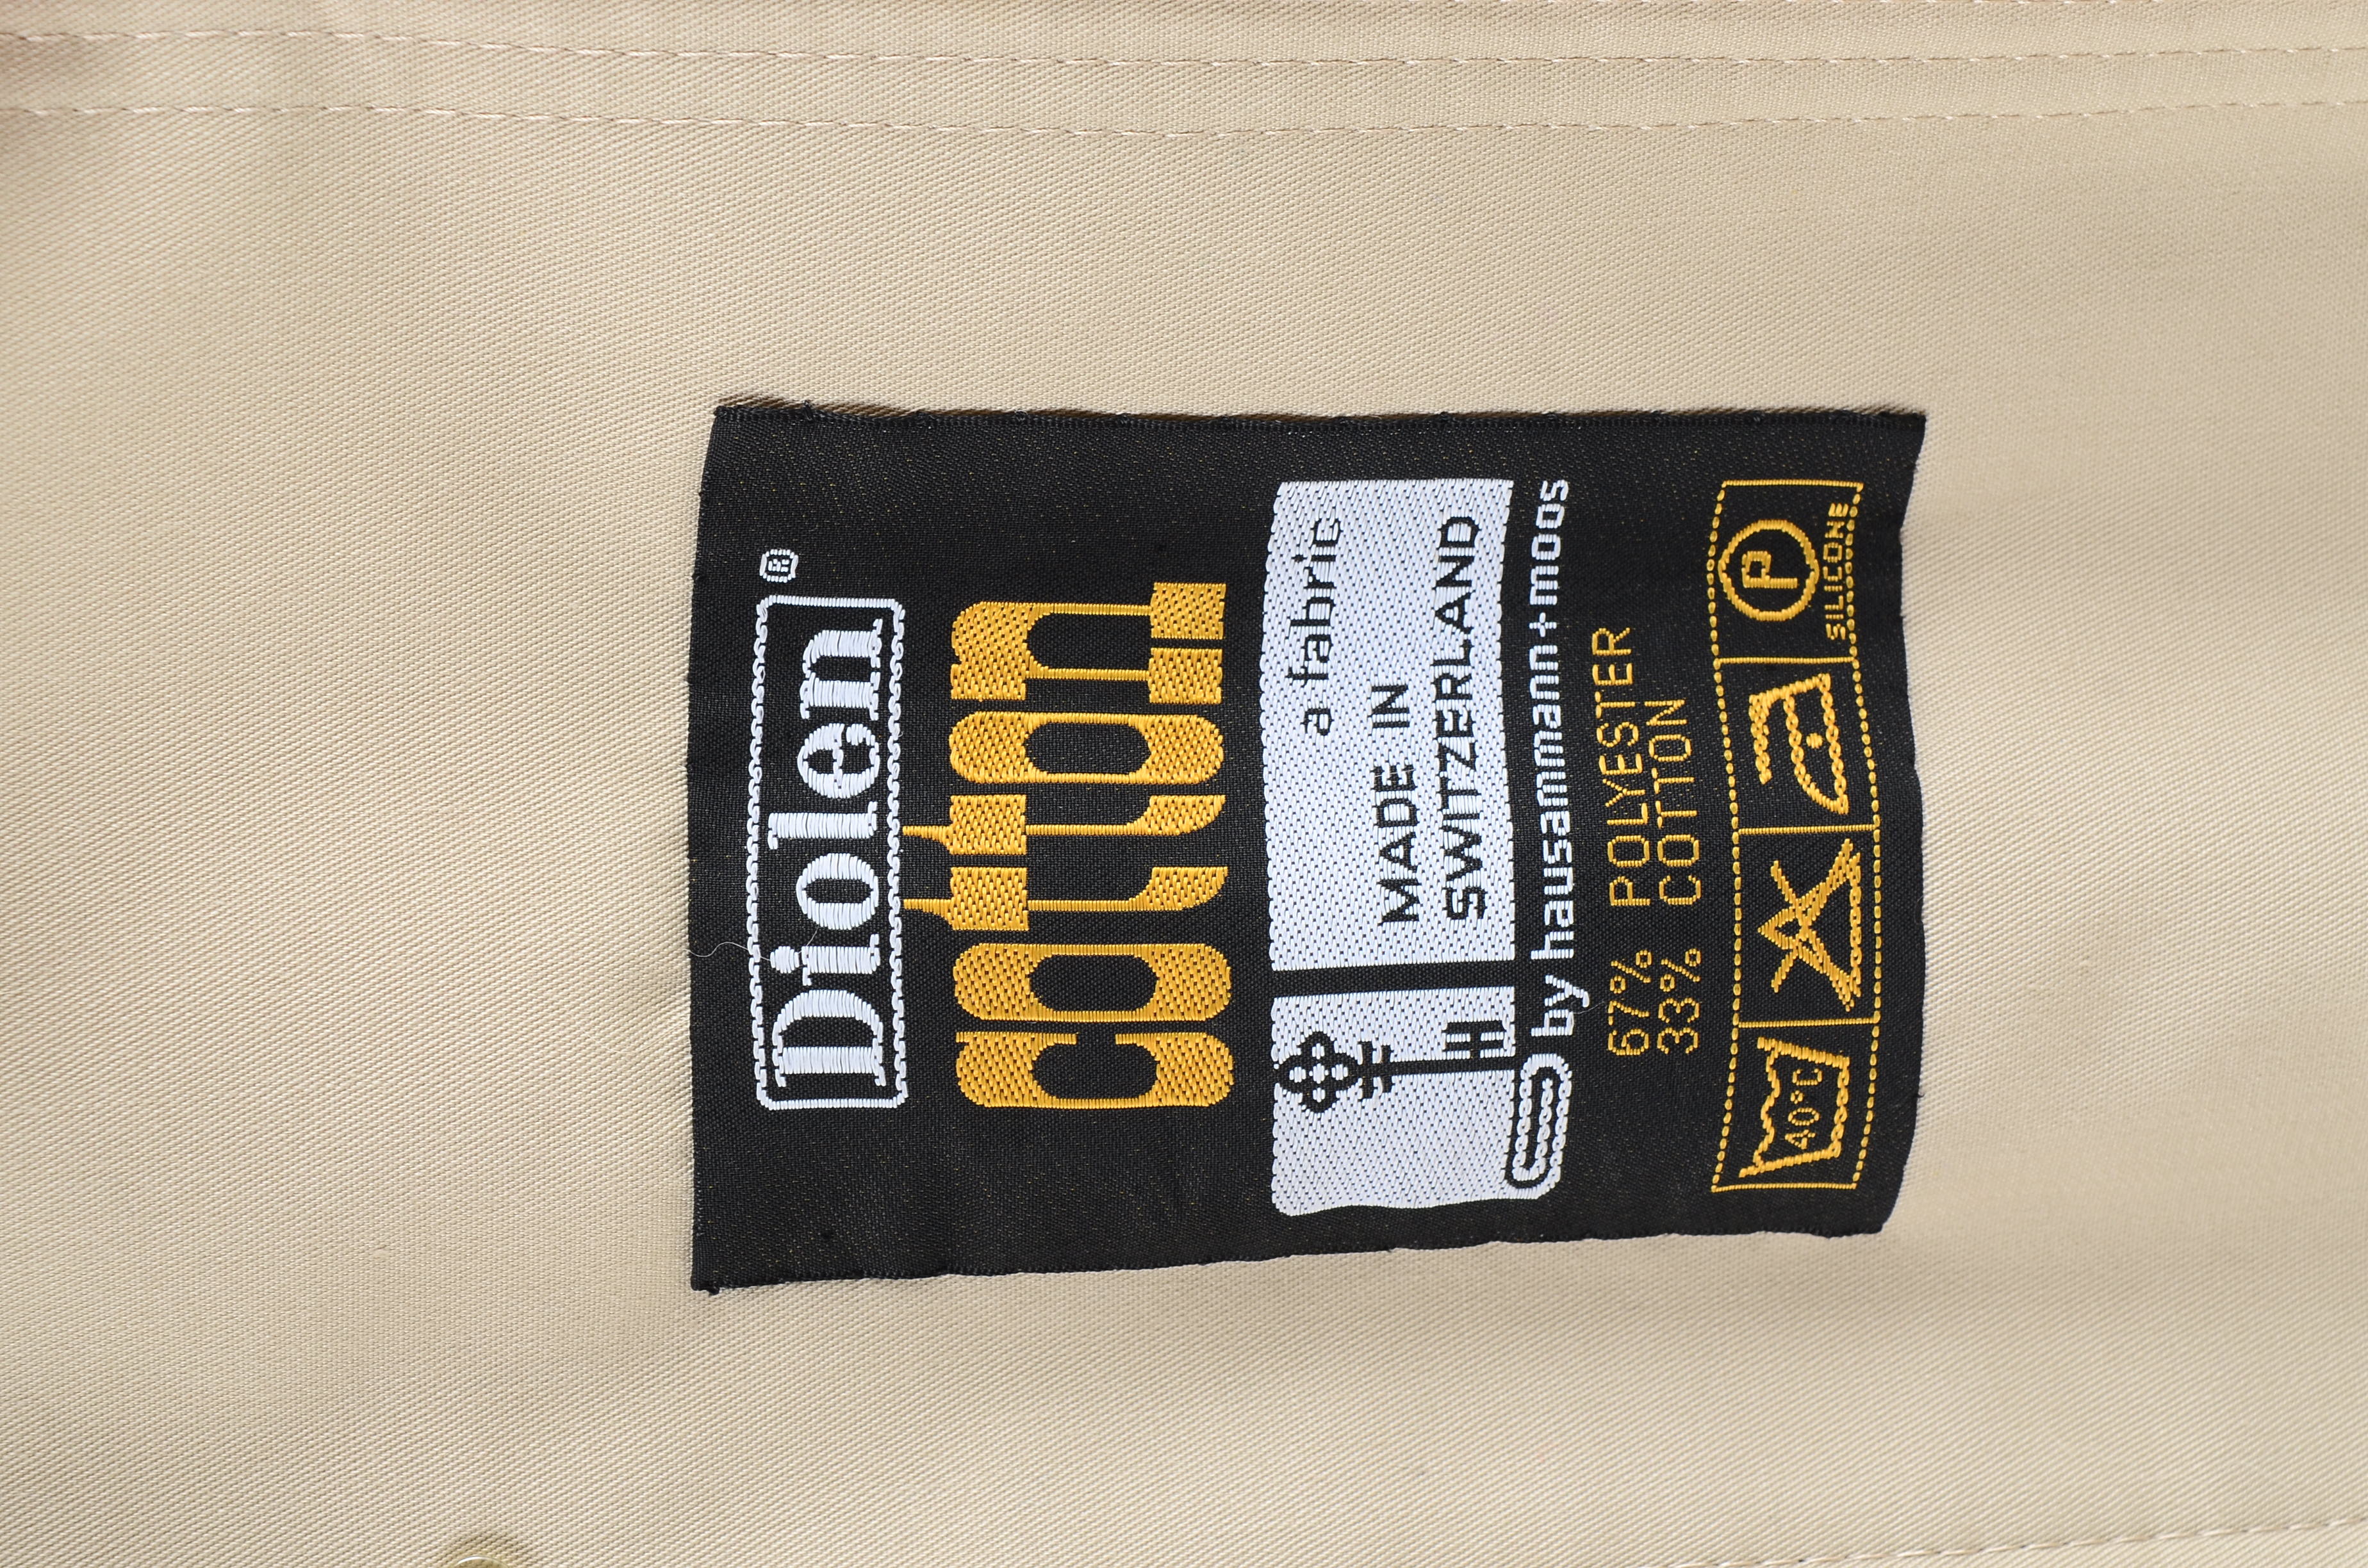 Diolen®
cotton
a fabric
MADE IN
SWITZERLAND
by hausammann+moos
67% POLYESTER
33% COTTON
40°C P
SILICONE